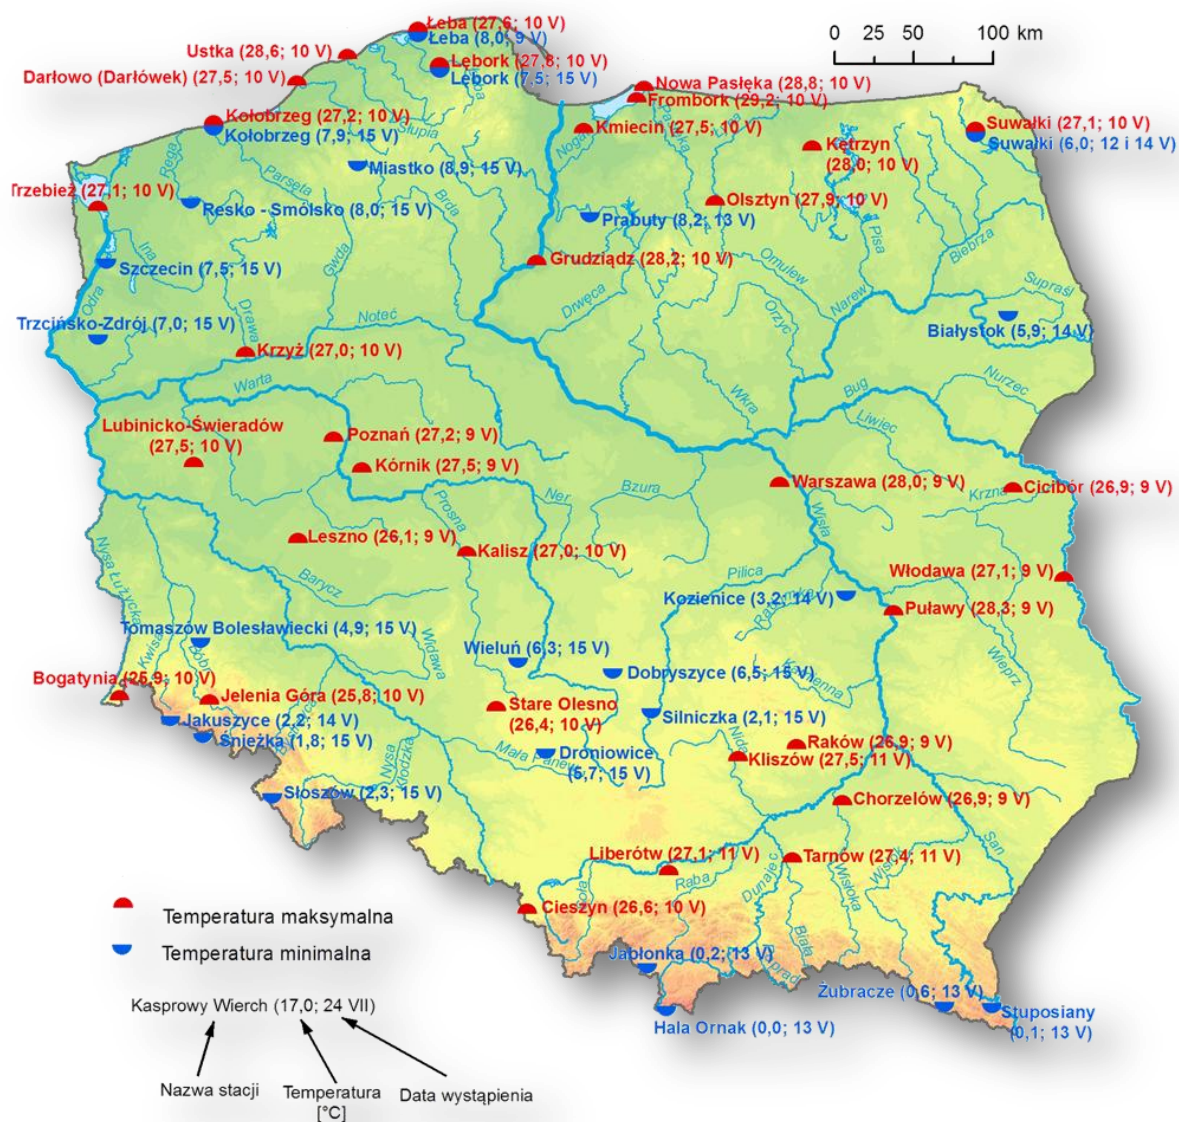 Łeba (27,6; 10 V)
Łeba (8,0; 9 V)
0 25 50 100 km
Ustka (28,6; 10 V)
Lębork (27,8; 10 V)
Lębork (7,5; 15 V)
Darłowo (Darłówek) (27,5; 10 V)
Nowa Pasłęka (28,8; 10 V)
Frombork (29,2; 10 V)
Kołobrzeg (27,2; 10 V)
Kołobrzeg (7,9; 15 V)
Słupia
Kmiecin (27,5; 10 V)
Nogat
Łyna
Suwałki (27,1; 10 V)
Suwałki (6,0; 12 i 14 V)
Kętrzyn
(28,0; 10 V)
Rega
Miastko (8,9; 15 V)
Parsęta
Brda
Trzebież (27,1; 10 V)
Resko - Smólsko (8,0; 15 V)
Prabuty (8,2; 13 V)
Olsztyn (27,9; 10 V)
Pisa
Biebrza
Ina
Gwda
Szczecin (7,5; 15 V)
Grudziądz (28,2; 10 V)
Omulew
Supraśl
Odra
Drawa
Noteć
Drwęca
Orzyc
Narew
Trzcińsko-Zdrój (7,0; 15 V)
Białystok (5,9; 14 V)
Krzyż (27,0; 10 V)
Warta
Wkra
Bug
Nurzec
Liwiec
Lubinicko-Świeradów
(27,5; 10 V)
Poznań (27,2; 9 V)
Kórnik (27,5; 9 V)
Prosna
Ner
Bzura
Warszawa (28,0; 9 V)
Krzna
Cicibór (26,9; 9 V)
Wisła
Leszno (26,1; 9 V)
Kalisz (27,0; 10 V)
Nysa Łużycka
Barycz
Pilica
Włodawa (27,1; 9 V)
Kozienice (3,2; 14 V)
Radomka
Puławy (28,3; 9 V)
Tomaszów Bolesławiecki (4,9; 15 V)
Kwisa
Bóbr
Widawa
Wieluń (6,3; 15 V)
Dobryszyce (6,5; 15 V)
Kamienna
Wieprz
Bogatynia (25,9; 10 V)
Jelenia Góra (25,8; 10 V)
Stare Olesno
(26,4; 10 V)
Silniczka (2,1; 15 V)
Jakuszyce (2,2; 14 V)
Śnieżka (1,8; 15 V)
Nysa
Kłodzka
Mała Panew
Droniowice
(5,7; 15 V)
Nida
Raków (26,9; 9 V)
Kliszów (27,5; 11 V)
Słoszów (2,3; 15 V)
Chorzelów (26,9; 9 V)
San
Liberótw (27,1; 11 V)
Raba
Dunajec
Tarnów (27,4; 11 V)
Wisłoka
Wisłok
Soła
Cieszyn (26,6; 10 V)
Biała
Poprad
Jabłonka (0,2; 13 V)
Żubracze (0,6; 13 V)
Hala Ornak (0,0; 13 V)
Stuposiany
(0,1; 13 V)
Temperatura maksymalna
Temperatura minimalna
Kasprowy Wierch (17,0; 24 VII)
Nazwa stacji
Temperatura
[°C]
Data wystąpienia